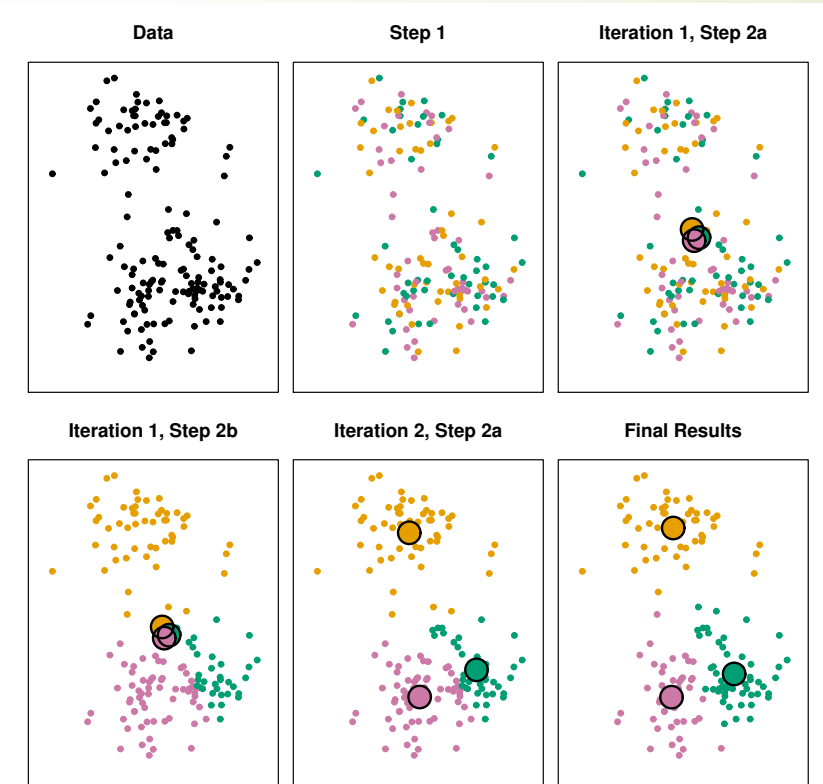 Data
Step 1
Iteration 1, Step 2a
Iteration 1, Step 2b
Iteration 2, Step 2a
Final Results